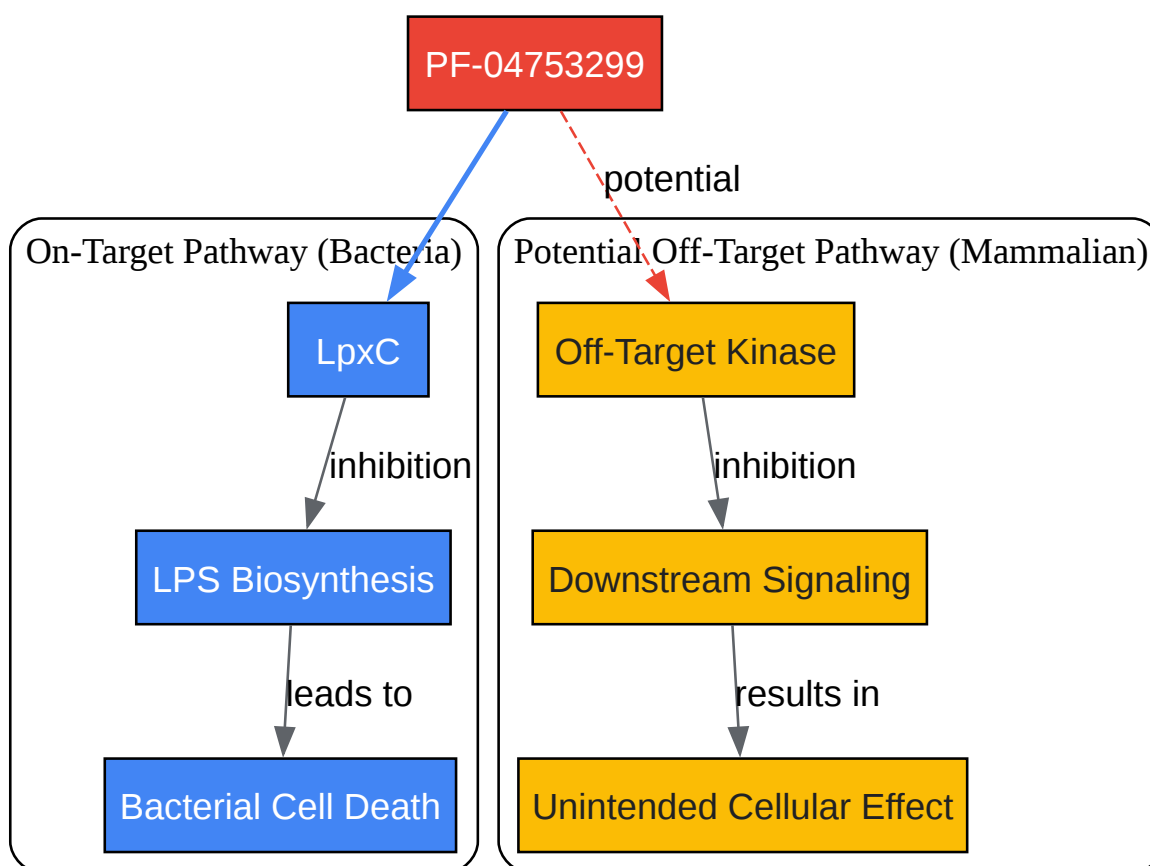 PF-04753299
potential
On-Target Pathway (Bacteria)
LpxC
inhibition
LPS Biosynthesis
leads to
Bacterial Cell Death
Potential Off-Target Pathway (Mammalian)
Off-Target Kinase
inhibition
Downstream Signaling
results in
Unintended Cellular Effect